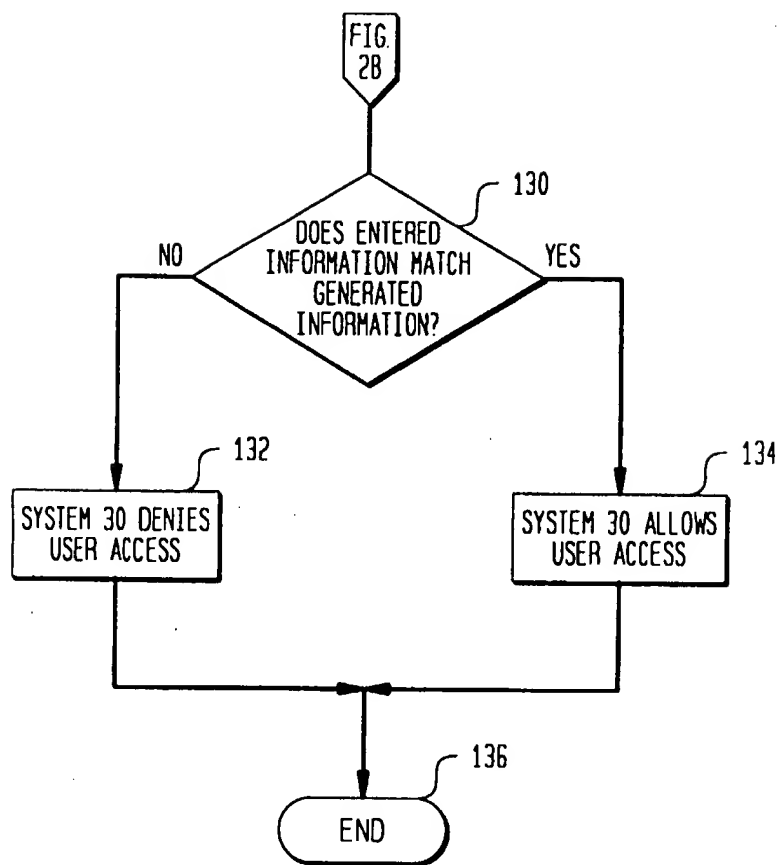 FIG.
2B
130
DOES ENTERED
INFORMATION MATCH
GENERATED
INFORMATION?
NO
YES
132
134
SYSTEM 30 DENIES
USER ACCESS
SYSTEM 30 ALLOWS
USER ACCESS
136
END